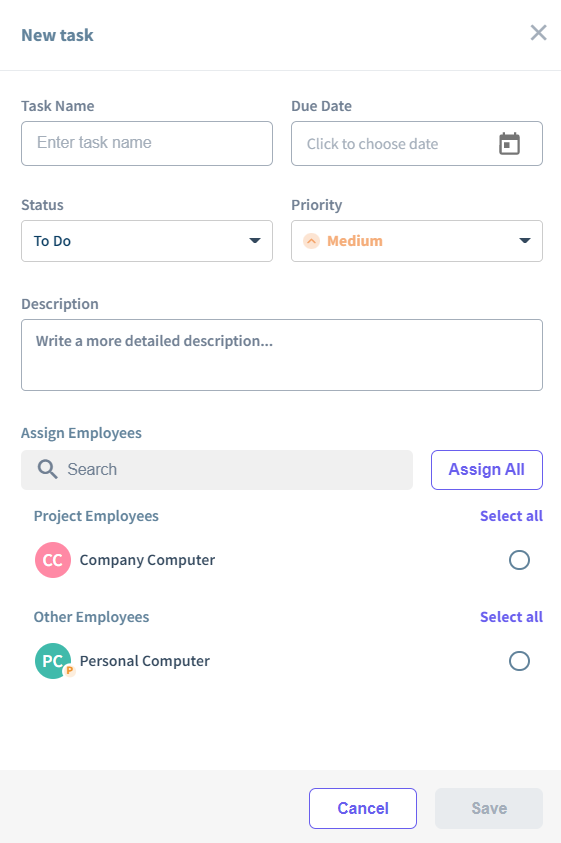 New task
Task Name
Due Date
Enter task name
Click to choose date
Status
Priority
To Do
Medium
Description
Write a more detailed description...
Assign Employees
Search
Assign All
Project Employees
Select all
CC
Company Computer
Other Employees
Select all
PC
P
Personal Computer
Cancel
Save